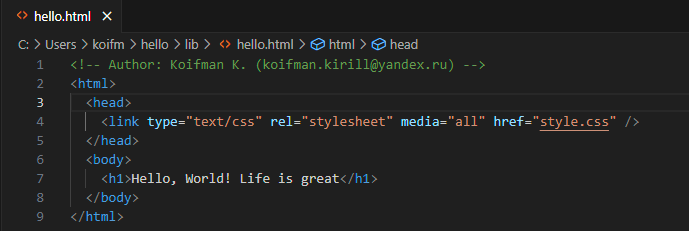 hello.html
C: > Users > koifm > hello > lib > hello.html > html > head
1 <!-- Author: Koifman K. (koifman.kirill@yandex.ru) -->
2 <html>
3 <head>
4 <link type="text/css" rel="stylesheet" media="all" href="style.css" />
5 </head>
6 <body>
7 <h1>Hello, World! Life is great</h1>
8 </body>
9 </html>